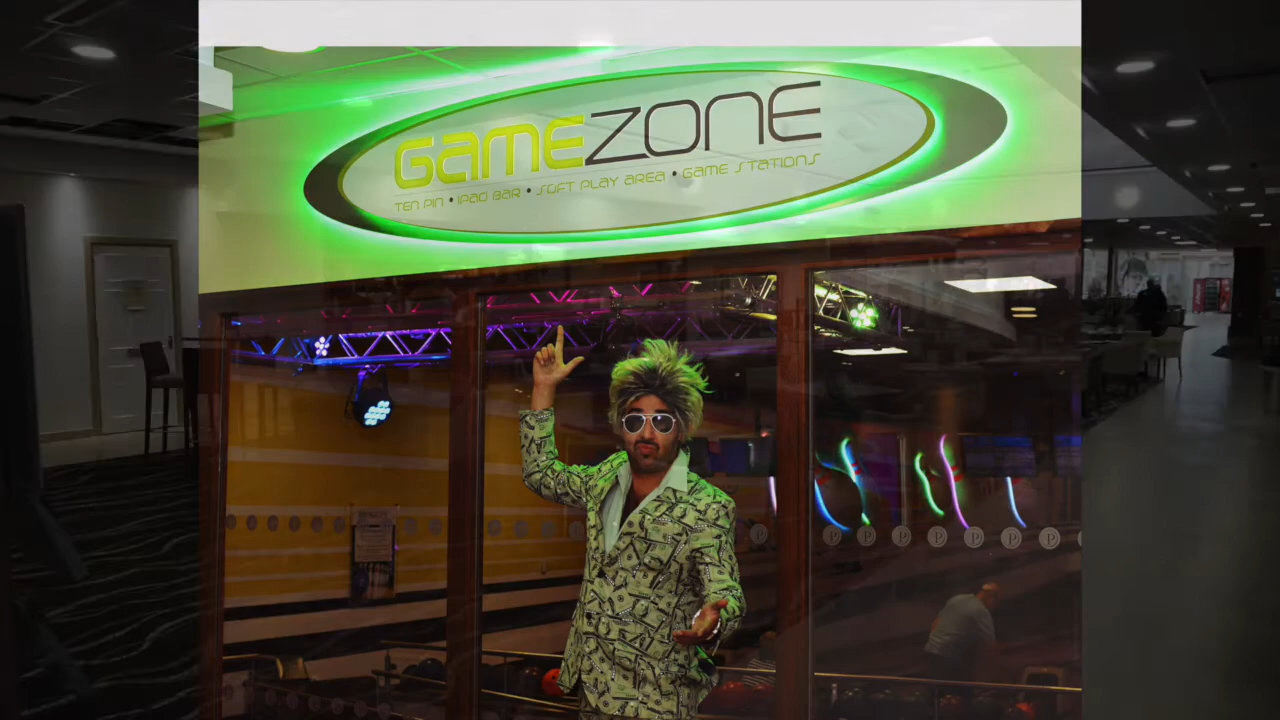 GAMEZONE
TEN PIN • IPAD BAR • SOFT PLAY AREA • GAME STATIONS
P P P P P P P